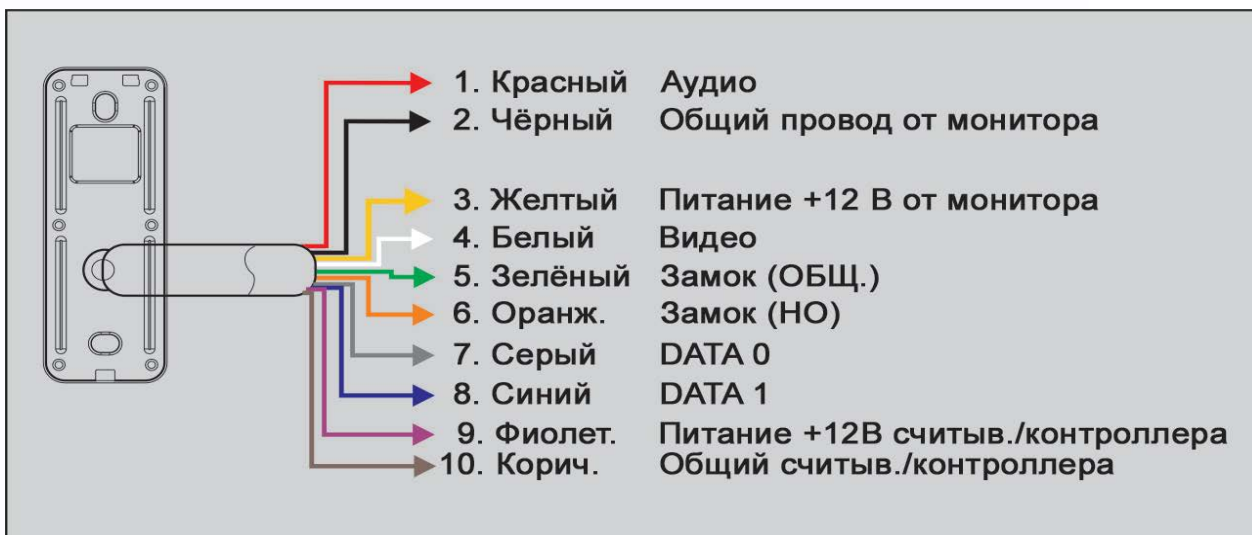 1. Красный Аудио
2. Чёрный Общий провод от монитора
3. Желтый Питание +12 В от монитора
4. Белый Видео
5. Зелёный Замок (ОБЩ.)
6. Оранж. Замок (НО)
7. Серый DATA 0
8. Синий DATA 1
9. Фиолет. Питание +12В считыв./контроллера
10. Корич. Общий считыв./контроллера